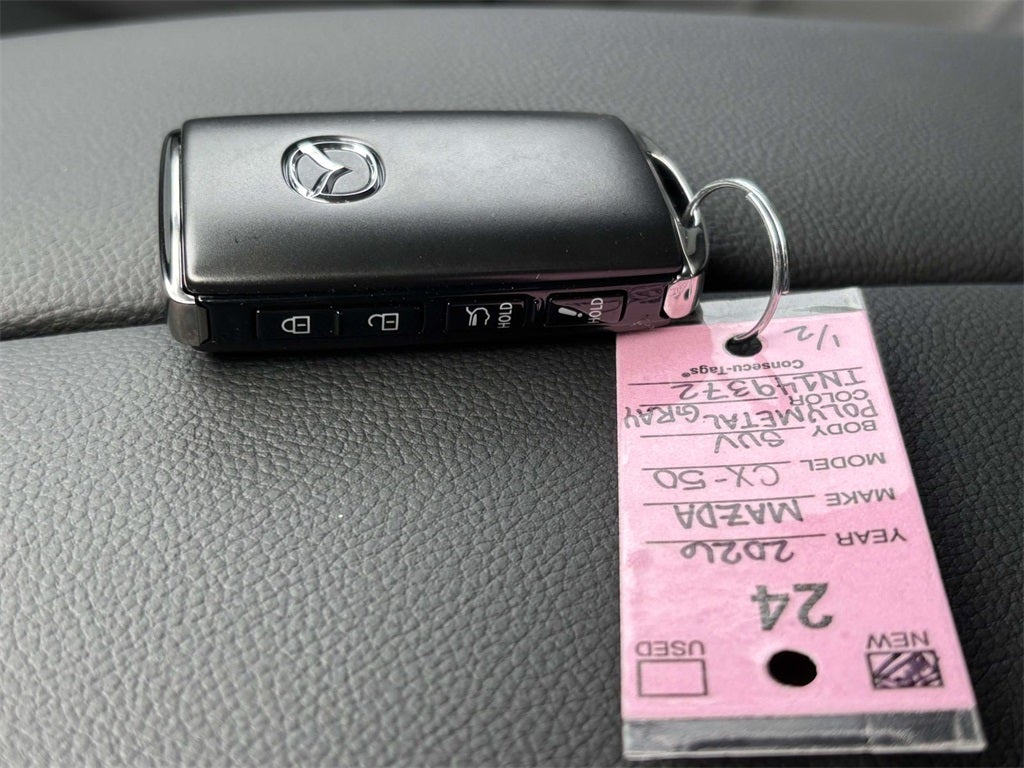 HOLD HOLD
NEW USED
24
YEAR 2026
MAKE MAZDA
MODEL CX-50
BODY SUV
COLOR POLYMETAL GRAY
TN149372
Consecu-Tags®
1/2